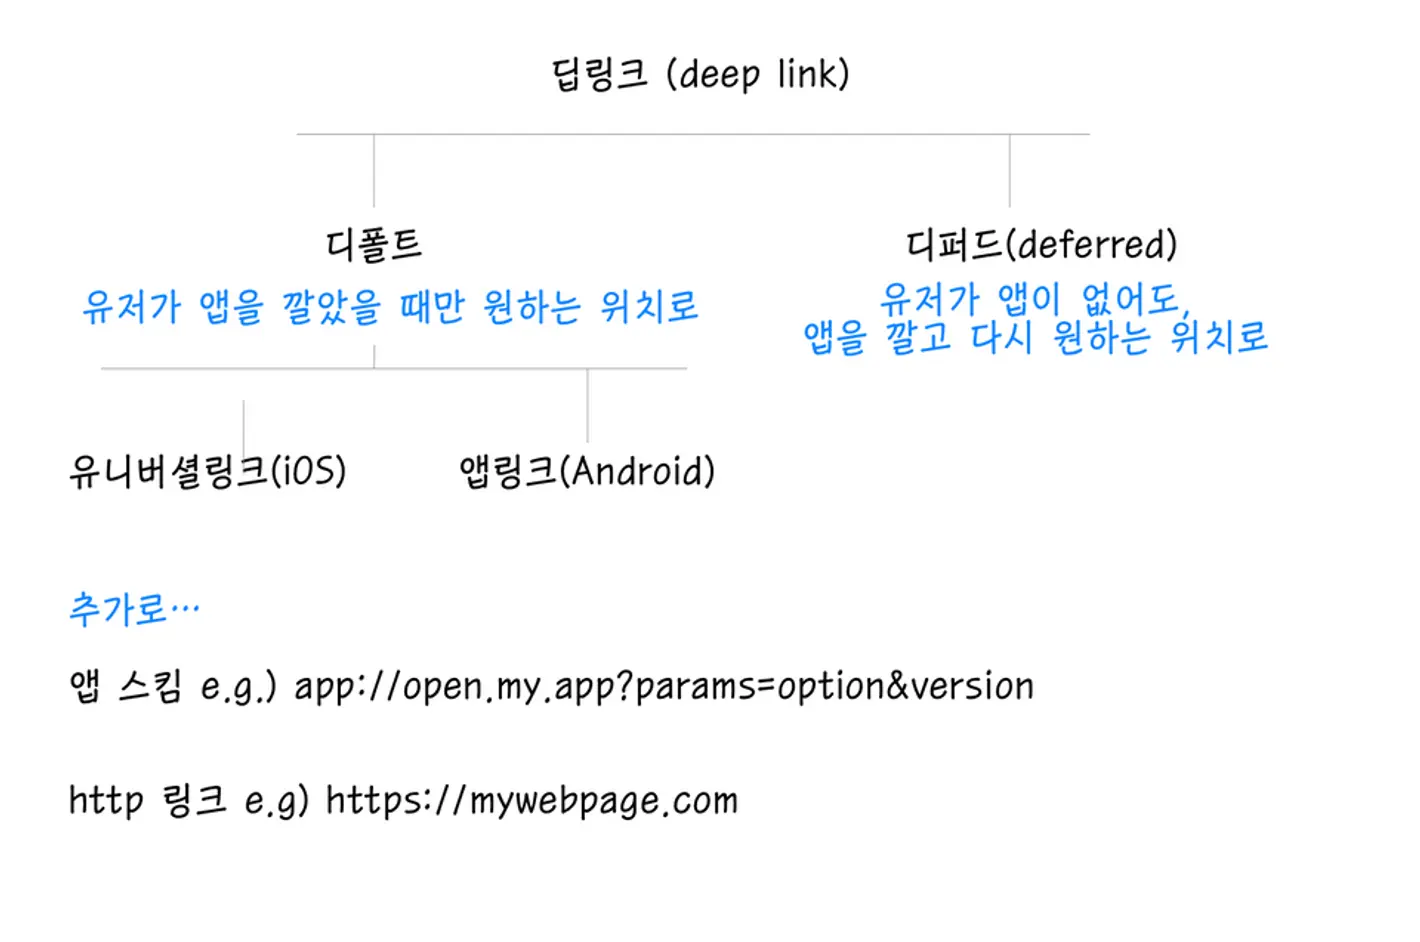 딥링크 (deep link)
디폴트
유저가 앱을 깔았을 때만 원하는 위치로
디퍼드(deferred)
유저가 앱이 없어도,
앱을 깔고 다시 원하는 위치로
유니버셜링크(iOS)
앱링크(Android)
추가로...
앱 스킴 e.g.) app://open.my.app?params=option&version
http 링크 e.g) https://mywebpage.com